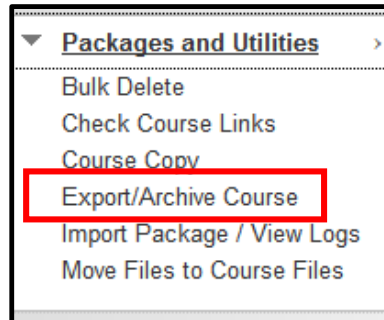 Packages and Utilities
Bulk Delete
Check Course Links
Course Copy
Export/Archive Course
Import Package / View Logs
Move Files to Course Files